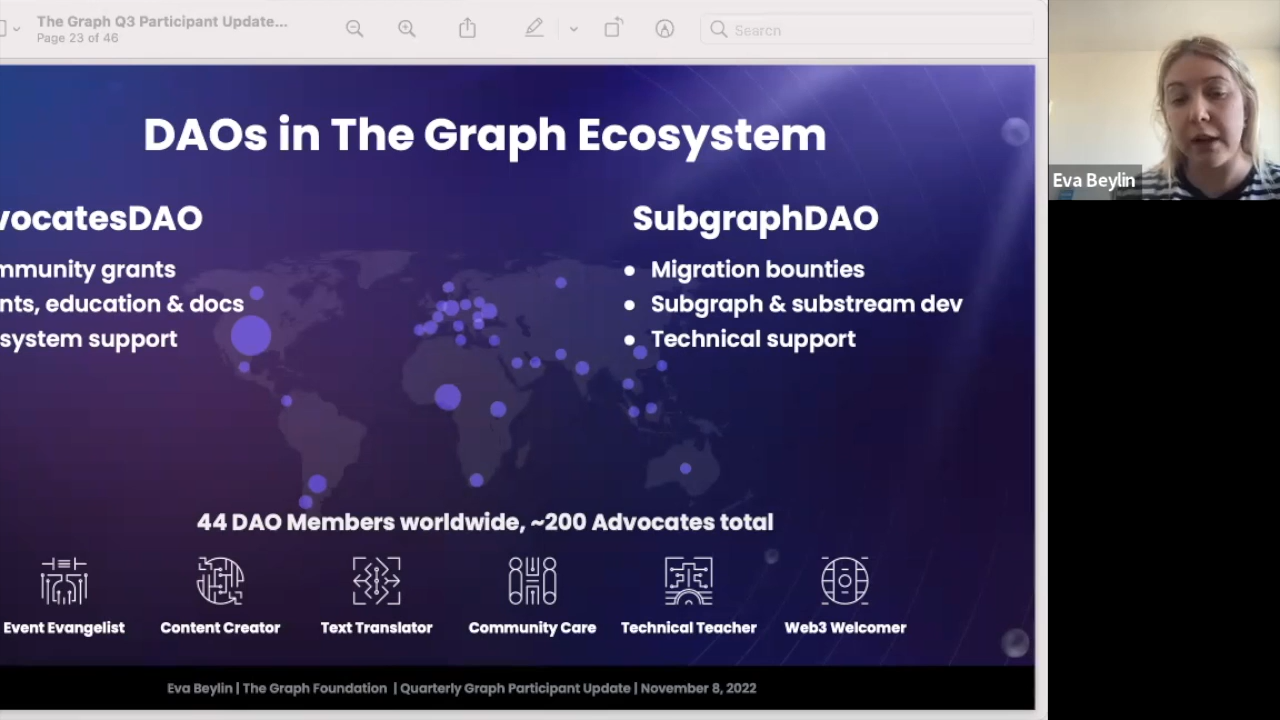 The Graph Q3 Participant Update...
Page 23 of 46
Search
DAOs in The Graph Ecosystem
vocatesDAO
mmunity grants
nts, education & docs
system support
SubgraphDAO
• Migration bounties
• Subgraph & substream dev
• Technical support
44 DAO Members worldwide, ~200 Advocates total
Event Evangelist
Content Creator
Text Translator
Community Care
Technical Teacher
Web3 Welcomer
Eva Beylin | The Graph Foundation | Quarterly Graph Participant Update | November 8, 2022
Eva Beylin